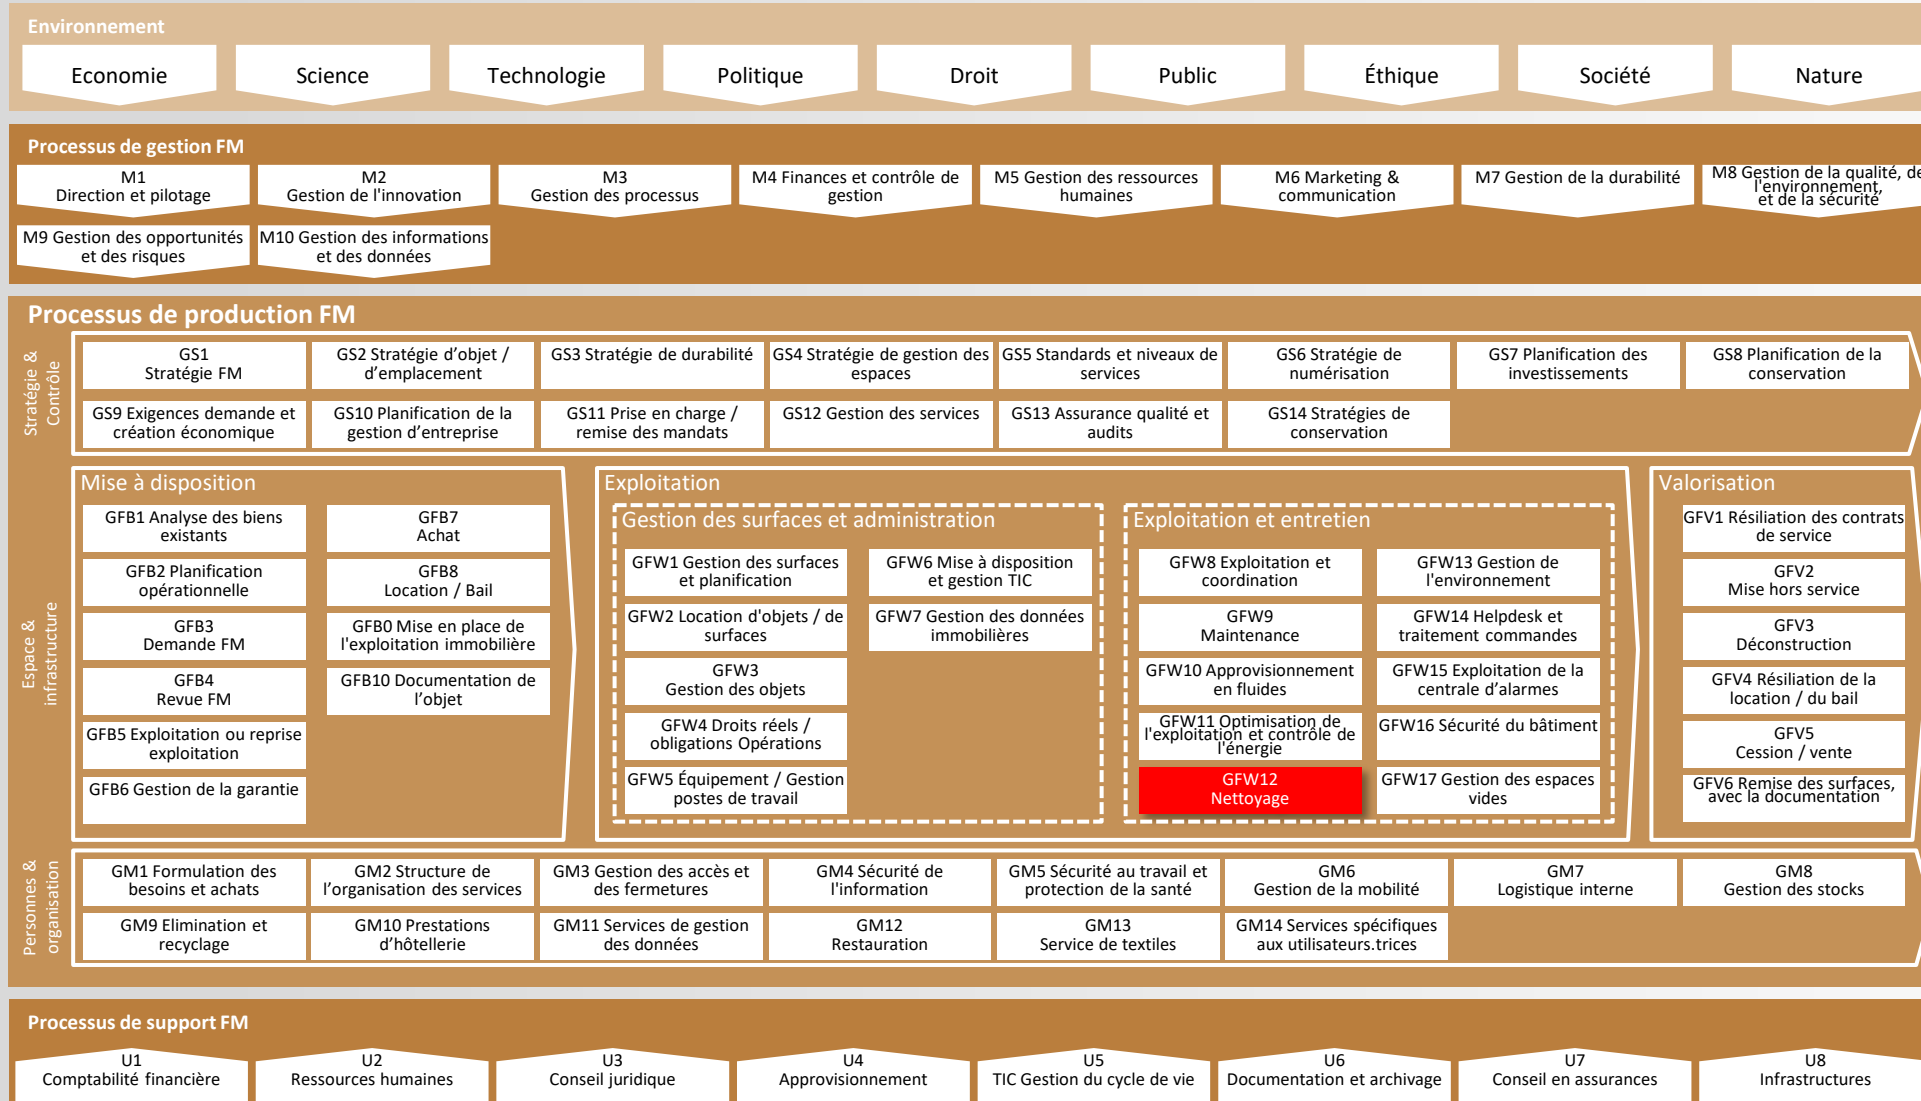 Environnement
Economie
Science
Technologie
Politique
Droit
Public
Éthique
Société
Nature
Processus de gestion FM
M1
Direction et pilotage
M2
Gestion de l'innovation
M3
Gestion des processus
M4 Finances et contrôle de
gestion
M5 Gestion des ressources
humaines
M6 Marketing &
communication
M7 Gestion de la durabilité
M8 Gestion de la qualité, de
l'environnement,
et de la sécurité
M9 Gestion des opportunités
et des risques
M10 Gestion des informations
et des données
Processus de production FM
Stratégie &
Contrôle
GS1
Stratégie FM
GS2 Stratégie d’objet /
d’emplacement
GS3 Stratégie de durabilité
GS4 Stratégie de gestion des
espaces
GS5 Standards et niveaux de
services
GS6 Stratégie de
numérisation
GS7 Planification des
investissements
GS8 Planification de la
conservation
GS9 Exigences demande et
création économique
GS10 Planification de la
gestion d’entreprise
GS11 Prise en charge /
remise des mandats
GS12 Gestion des services
GS13 Assurance qualité et
audits
GS14 Stratégies de
conservation
Espace &
infrastructure
Mise à disposition
GFB1 Analyse des biens
existants
GFB2 Planification
opérationnelle
GFB3
Demande FM
GFB4
Revue FM
GFB5 Exploitation ou reprise
exploitation
GFB6 Gestion de la garantie
GFB7
Achat
GFB8
Location / Bail
GFB0 Mise en place de
l'exploitation immobilière
GFB10 Documentation de
l’objet
Exploitation
Gestion des surfaces et administration
GFW1 Gestion des surfaces
et planification
GFW2 Location d'objets / de
surfaces
GFW3
Gestion des objets
GFW4 Droits réels /
obligations Opérations
GFW5 Équipement / Gestion
postes de travail
GFW6 Mise à disposition
et gestion TIC
GFW7 Gestion des données
immobilières
Exploitation et entretien
GFW8 Exploitation et
coordination
GFW9
Maintenance
GFW10 Approvisionnement
en fluides
GFW11 Optimisation de
l'exploitation et contrôle de
l'énergie
GFW12
Nettoyage
GFW13 Gestion de
l'environnement
GFW14 Helpdesk et
traitement commandes
GFW15 Exploitation de la
centrale d’alarmes
GFW16 Sécurité du bâtiment
GFW17 Gestion des espaces
vides
Valorisation
GFV1 Résiliation des contrats
de service
GFV2
Mise hors service
GFV3
Déconstruction
GFV4 Résiliation de la
location / du bail
GFV5
Cession / vente
GFV6 Remise des surfaces,
avec la documentation
Personnes &
organisation
GM1 Formulation des
besoins et achats
GM2 Structure de
l’organisation des services
GM3 Gestion des accès et
des fermetures
GM4 Sécurité de
l'information
GM5 Sécurité au travail et
protection de la santé
GM6
Gestion de la mobilité
GM7
Logistique interne
GM8
Gestion des stocks
GM9 Elimination et
recyclage
GM10 Prestations
d’hôtellerie
GM11 Services de gestion
des données
GM12
Restauration
GM13
Service de textiles
GM14 Services spécifiques
aux utilisateurs.trices
Processus de support FM
U1
Comptabilité financière
U2
Ressources humaines
U3
Conseil juridique
U4
Approvisionnement
U5
TIC Gestion du cycle de vie
U6
Documentation et archivage
U7
Conseil en assurances
U8
Infrastructures